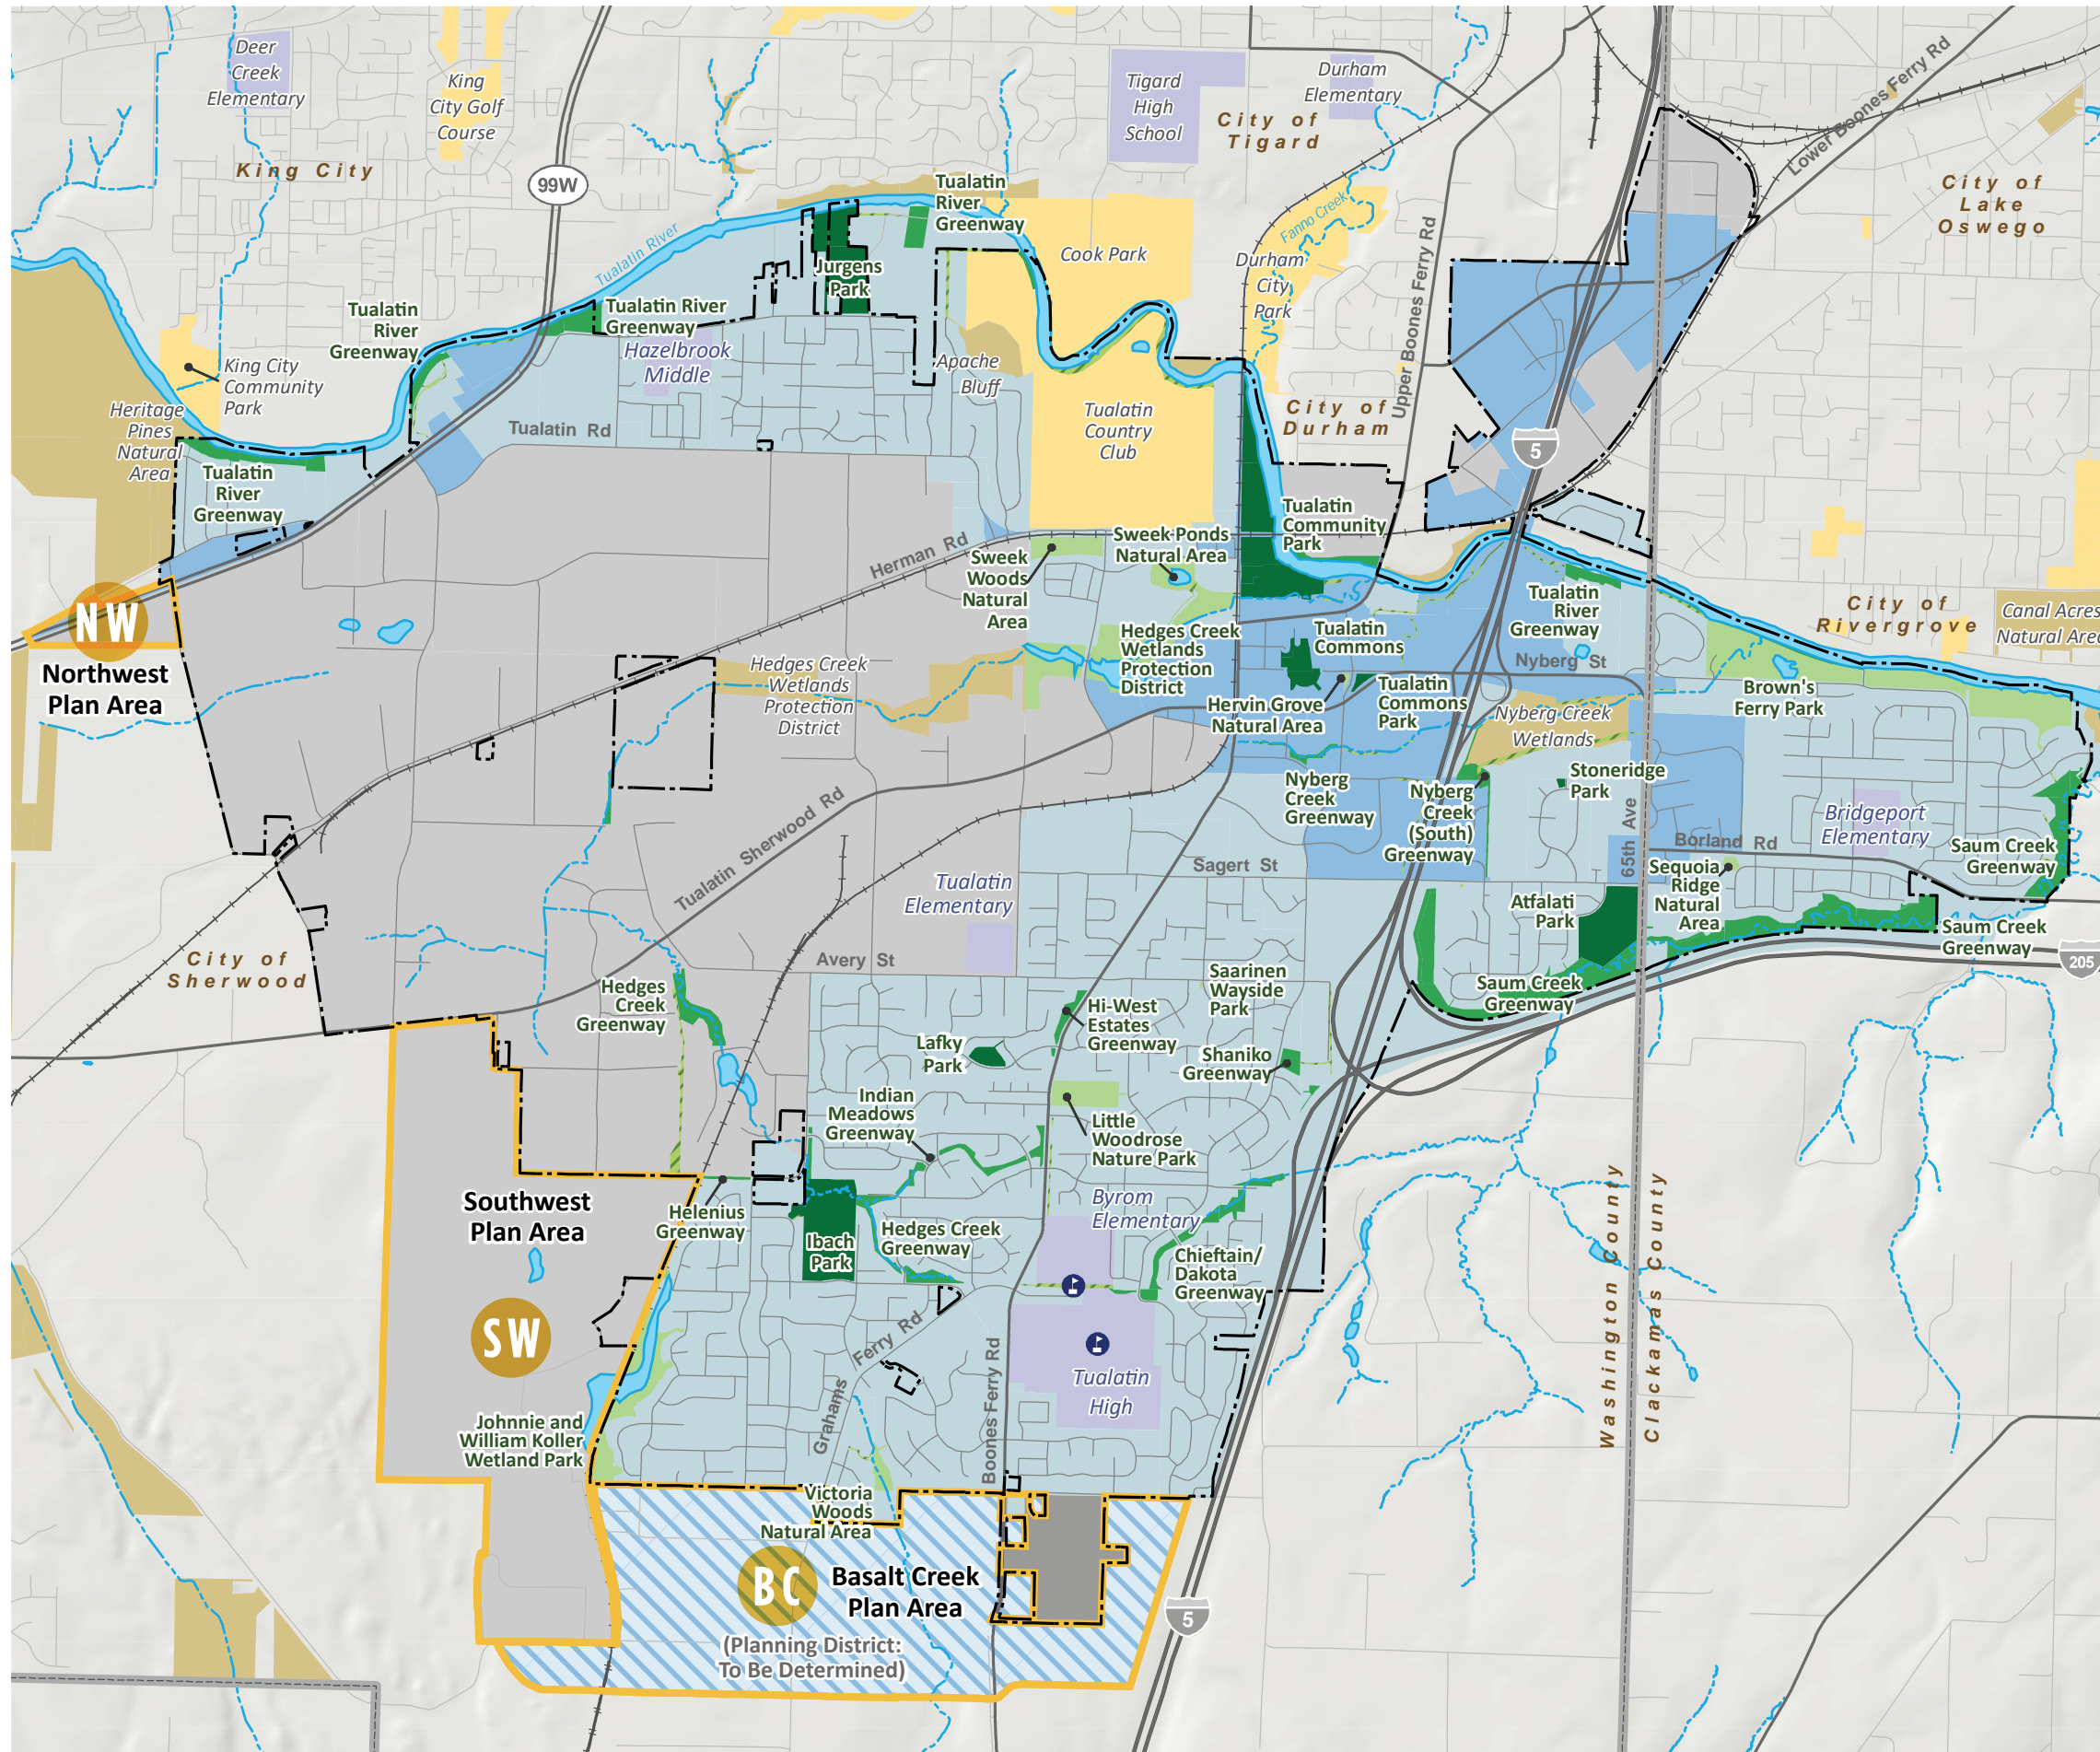 Deer
Creek
Elementary
King
City Golf
Course
King City
99W
Tigard
High
School
Durham
Elementary
City of
Tigard
Lower Boones Ferry Rd
City of
Lake
Oswego
Tualatin
River
Greenway
Tualatin River
Jurgens
Park
Cook Park
Fanno Creek
Durham
City
Park
Upper Boones Ferry Rd
Tualatin
River
Greenway
Tualatin River
Greenway
Hazelbrook
Middle
King City
Community
Park
Apache
Bluff
Heritage
Pines
Natural
Area
Tualatin
Country
Club
City of
Durham
Tualatin Rd
5
Tualatin
River
Greenway
Tualatin
Community
Park
Herman Rd
Sweek
Woods
Natural
Area
Sweek Ponds
Natural Area
NW
Northwest
Plan Area
Tualatin
River
Greenway
City of
Rivergrove
Canal Acres
Natural Area
Hedges Creek
Wetlands
Protection
District
Tualatin
Commons
Nyberg St
Hedges Creek
Wetlands
Protection
District
Hervin Grove
Natural Area
Tualatin
Commons
Park
Nyberg Creek
Wetlands
Brown's
Ferry Park
Nyberg
Creek
Greenway
Nyberg
Creek
(South)
Greenway
Stoneridge
Park
65th Ave
Bridgeport
Elementary
Borland Rd
Saum Creek
Greenway
Tualatin Sherwood Rd
Sagert St
Tualatin
Elementary
Sequoia
Ridge
Natural
Area
Atfalati
Park
Saum Creek
Greenway
205
City of
Sherwood
Avery St
Hedges
Creek
Greenway
Saarinen
Wayside
Park
Saum Creek
Greenway
Hi-West
Estates
Greenway
Lafky
Park
Shaniko
Greenway
Indian
Meadows
Greenway
Little
Woodrose
Nature Park
Southwest
Plan Area
Helenius
Greenway
Byrom
Elementary
Ibach
Park
Hedges Creek
Greenway
Chieftain/
Dakota
Greenway
Washington County
Clackamas County
SW
Grahams
Ferry Rd
Boones Ferry Rd
Tualatin
High
Johnnie and
William Koller
Wetland Park
Victoria
Woods
Natural Area
BC
Basalt Creek
Plan Area
(Planning District:
To Be Determined)
5